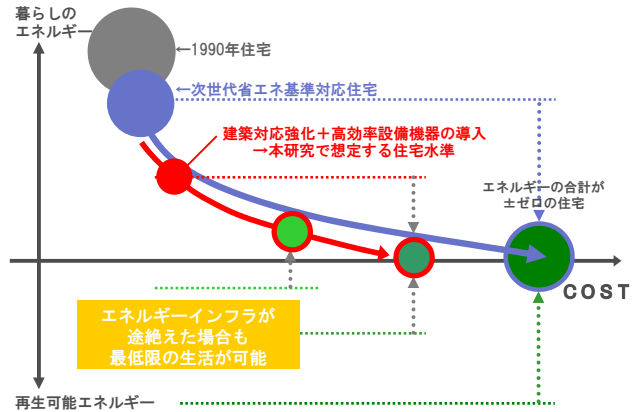 暮らしの
エネルギー
←1990年住宅
←次世代省エネ基準対応住宅
建築対応強化＋高効率設備機器の導入
→本研究で想定する住宅水準
エネルギーの合計が
±ゼロの住宅
COST
エネルギーインフラが
途絶えた場合も
最低限の生活が可能
再生可能エネルギー